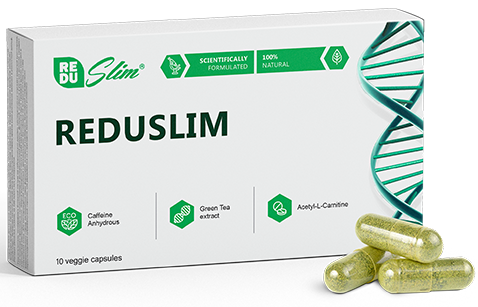 RE
DU
Slim®
SCIENTIFICALLY
FORMULATED
100%
NATURAL
REDUSLIM
ECO
Caffeine
Anhydrous
Green Tea
extract
Acetyl-L-Carnitine
10 veggie capsules